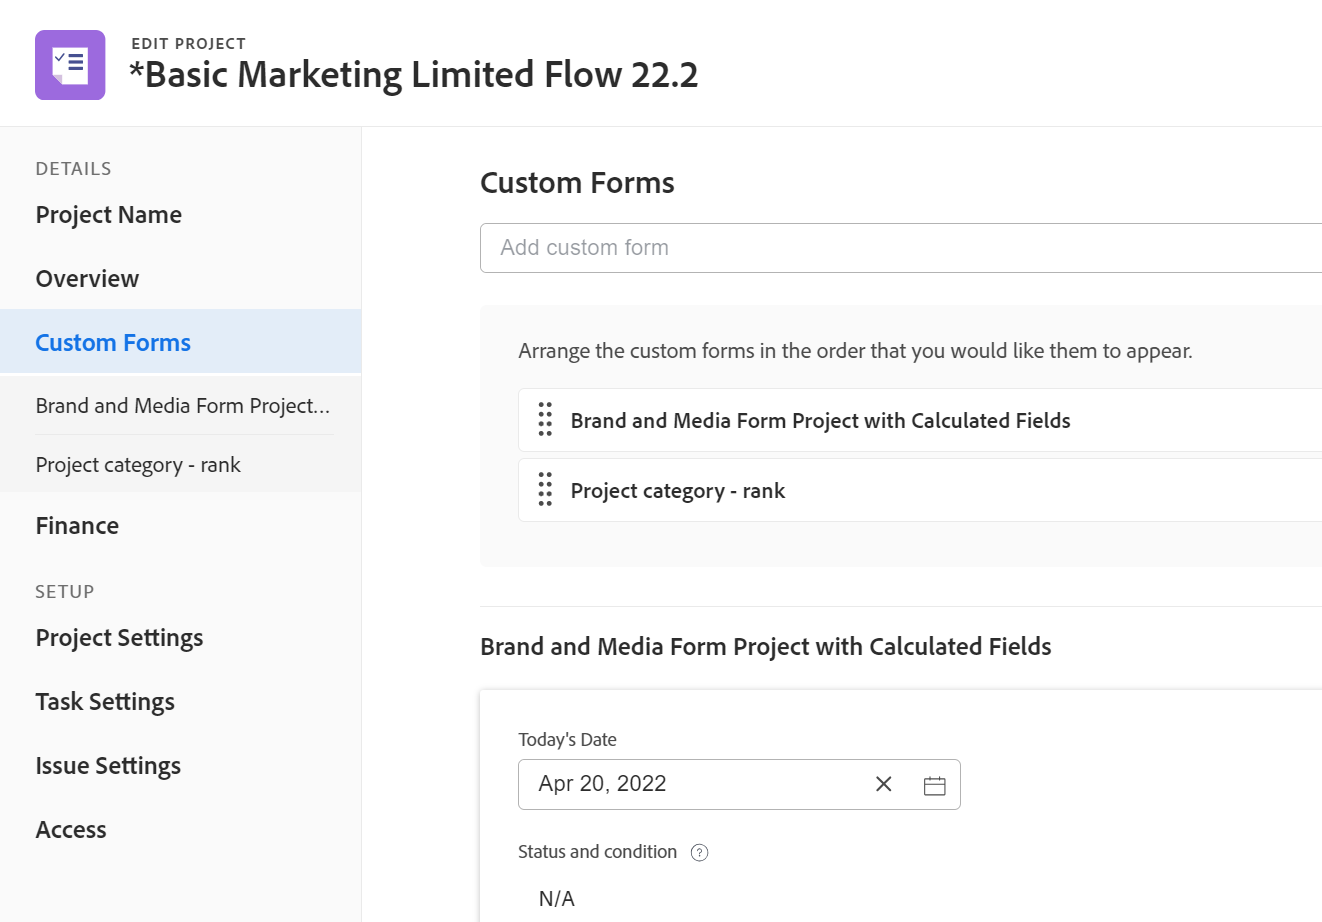 EDIT PROJECT
*Basic Marketing Limited Flow 22.2
DETAILS
Project Name
Overview
Custom Forms
Brand and Media Form Project...
Project category - rank
Finance
SETUP
Project Settings
Task Settings
Issue Settings
Access
Custom Forms
Add custom form
Arrange the custom forms in the order that you would like them to appear.
Brand and Media Form Project with Calculated Fields
Project category - rank
Brand and Media Form Project with Calculated Fields
Today's Date
Apr 20, 2022
Status and condition ?
N/A